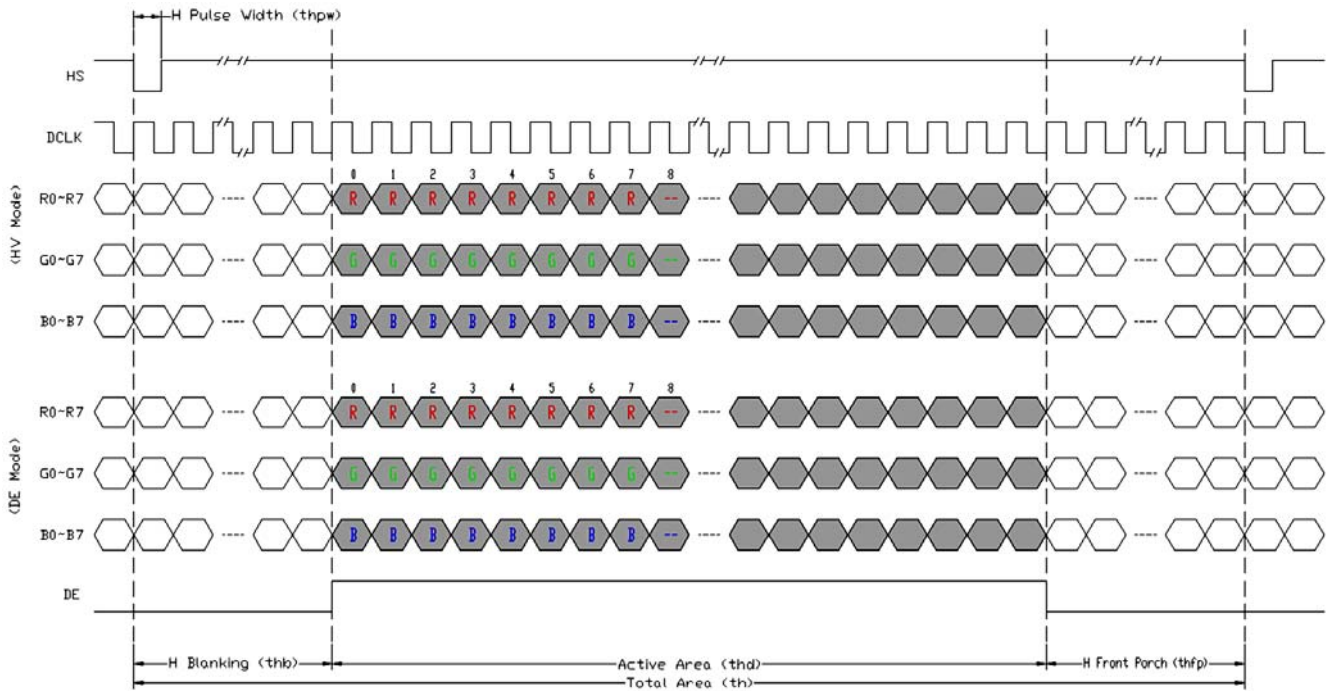 H Pulse Width (thpw)
HS
DCLK
(HV Mode)
0 1 2 3 4 5 6 7 8
R0~R7 ---- R R R R R R R R -- ---- ----
G0~G7 ---- G G G G G G G G -- ---- ----
B0~B7 ---- B B B B B B B B -- ---- ----
(DE Mode)
0 1 2 3 4 5 6 7 8
R0~R7 ---- R R R R R R R R -- ---- ----
G0~G7 ---- G G G G G G G G -- ---- ----
B0~B7 ---- B B B B B B B B -- ---- ----
DE
H Blanking (thb) Active Area (thd) H Front Porch (thfp)
Total Area (th)